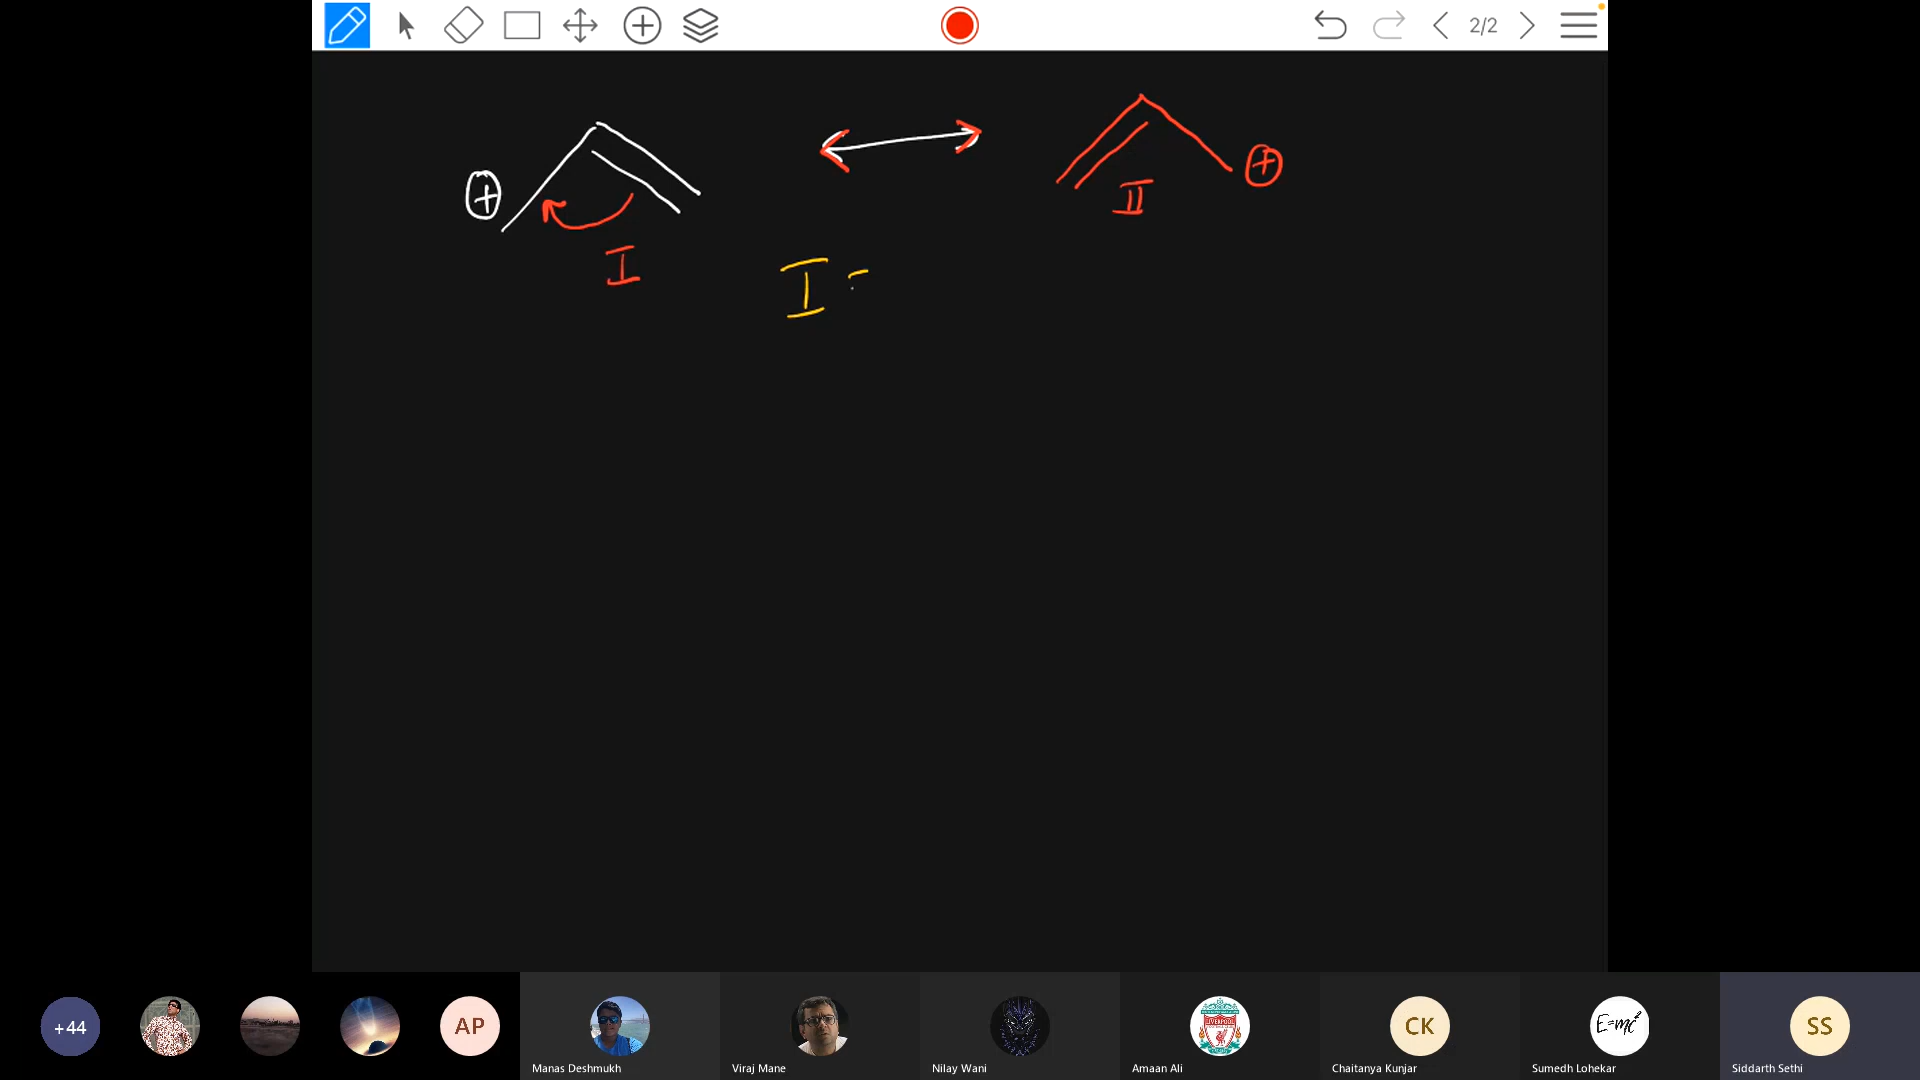 2/2
⊕
⊕
II
I
I =
+44
AP
CK
E=mc²
SS
Manas Deshmukh
Viraj Mane
Nilay Wani
Amaan Ali
Chaitanya Kunjar
Sumedh Lohekar
Siddarth Sethi